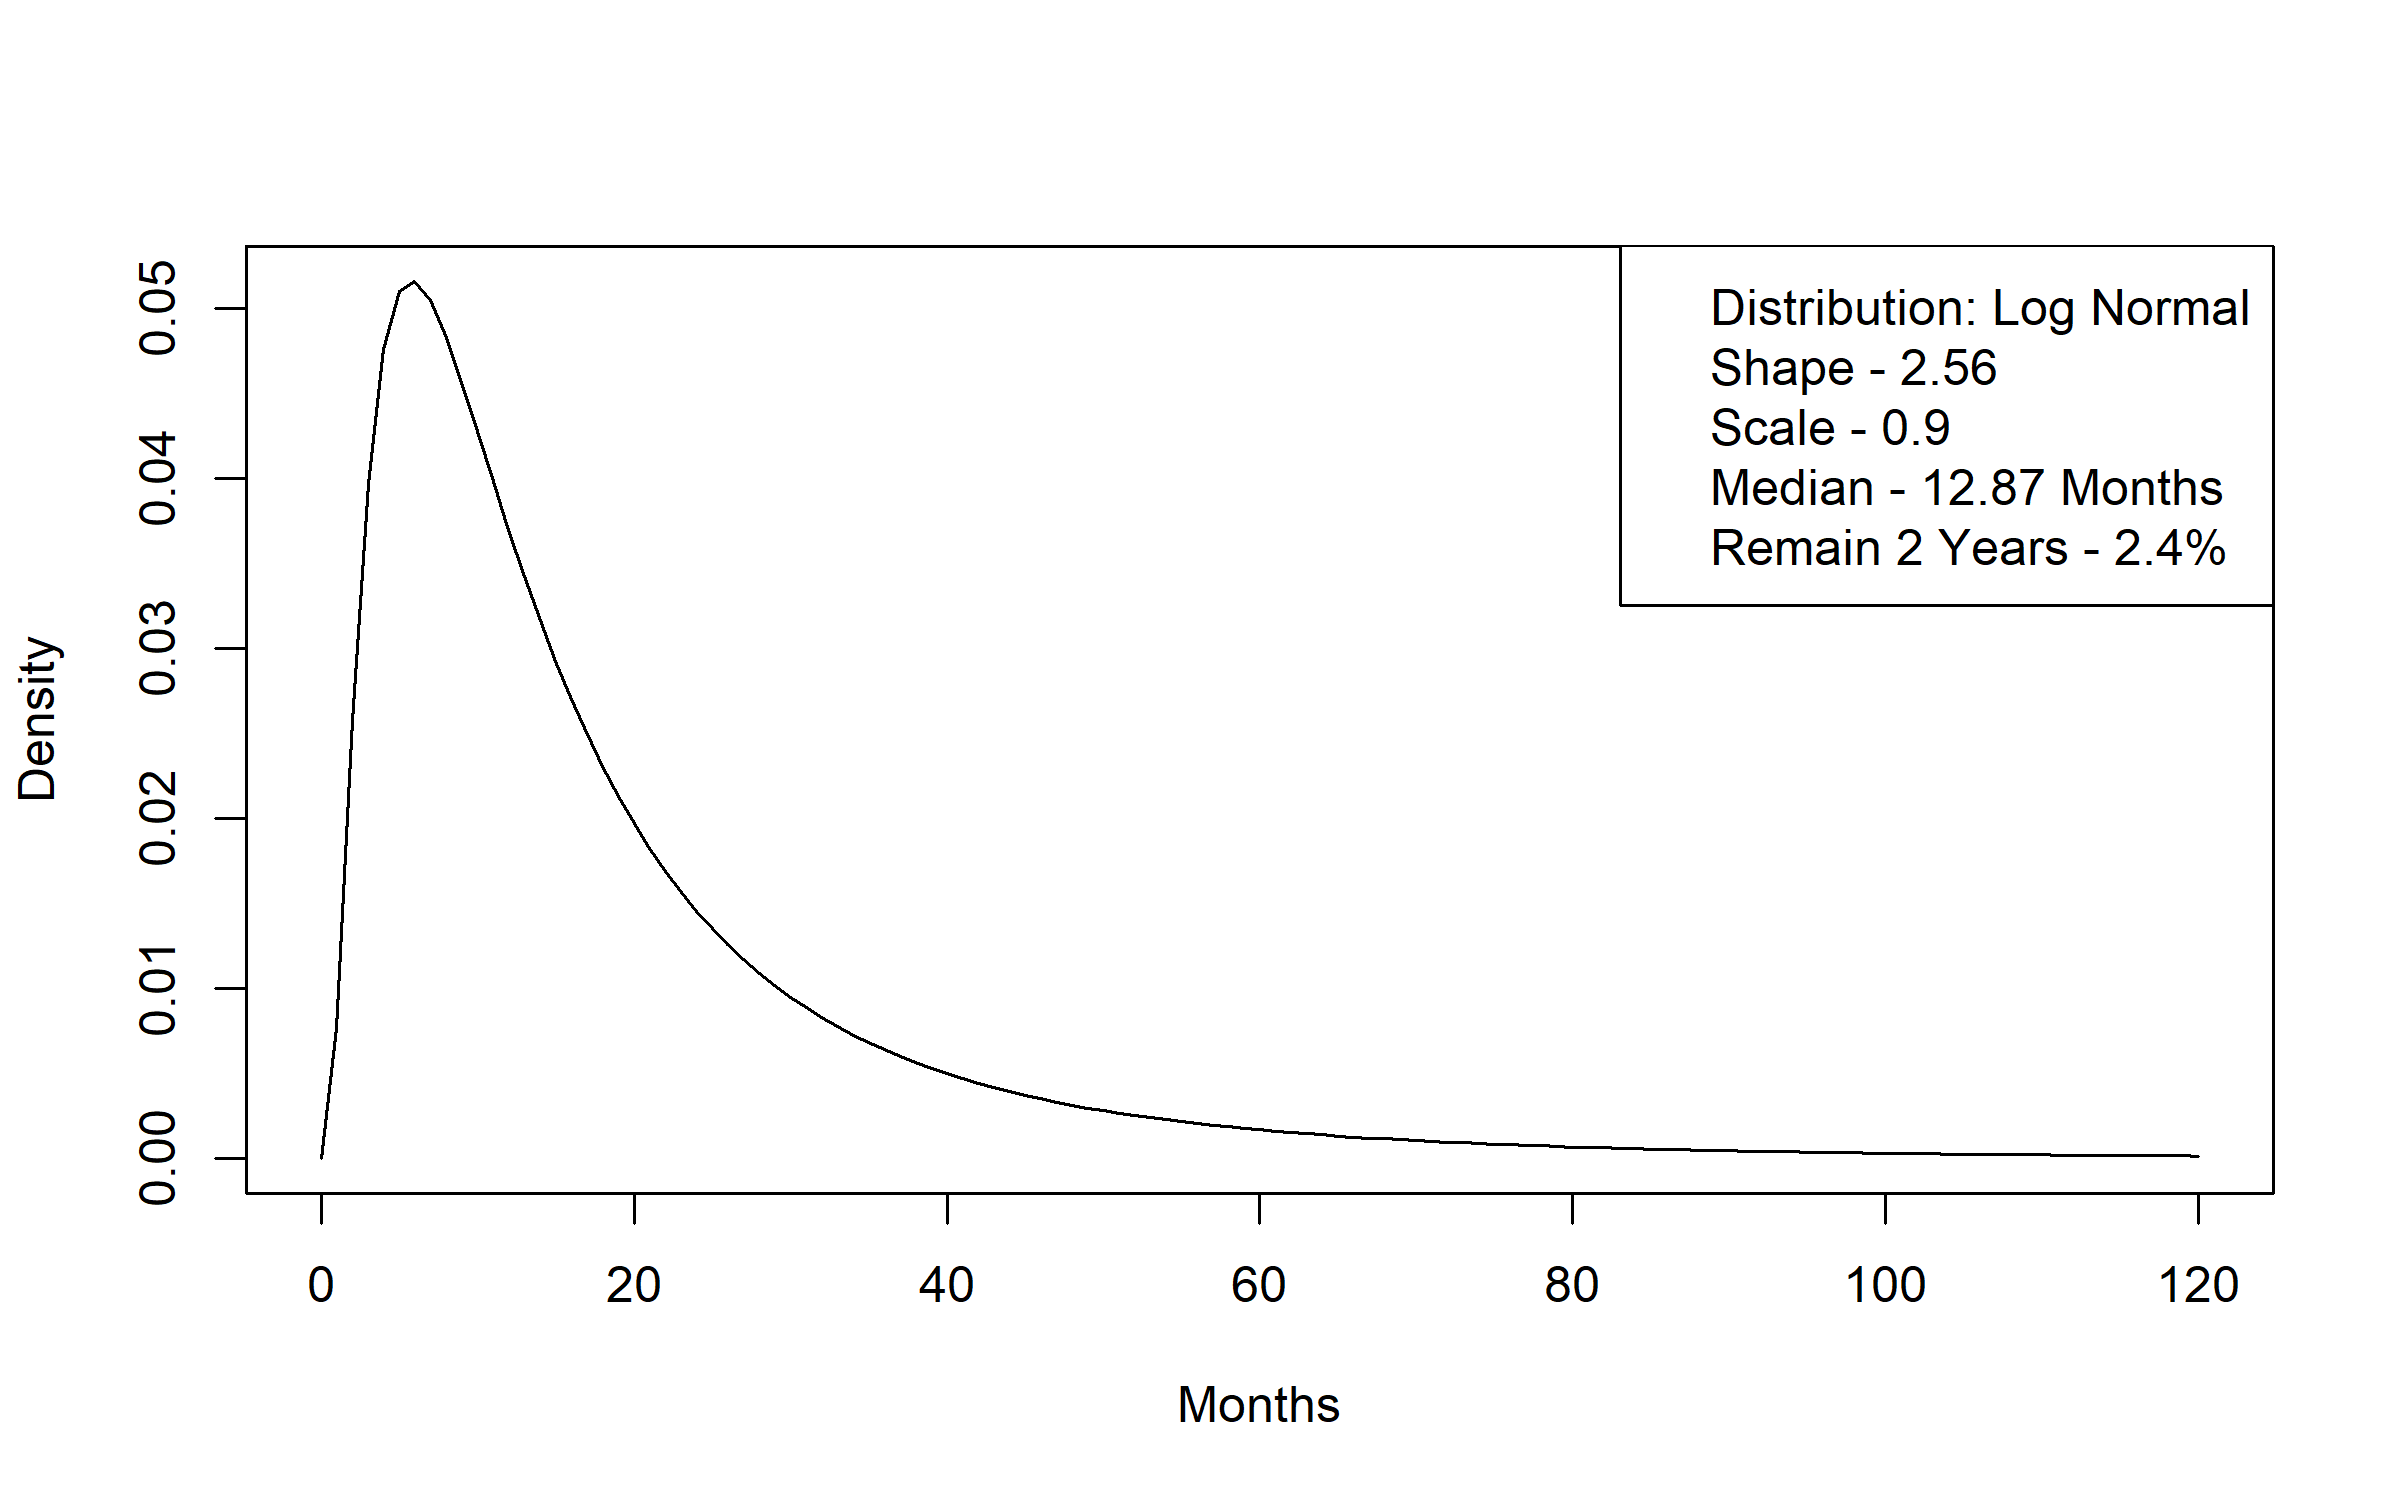 Distribution: Log Normal
Shape - 2.56
Scale - 0.9
Median - 12.87 Months
Remain 2 Years - 2.4%
Density
0.05
0.04
0.03
0.02
0.01
0.00
0 20 40 60 80 100 120
Months